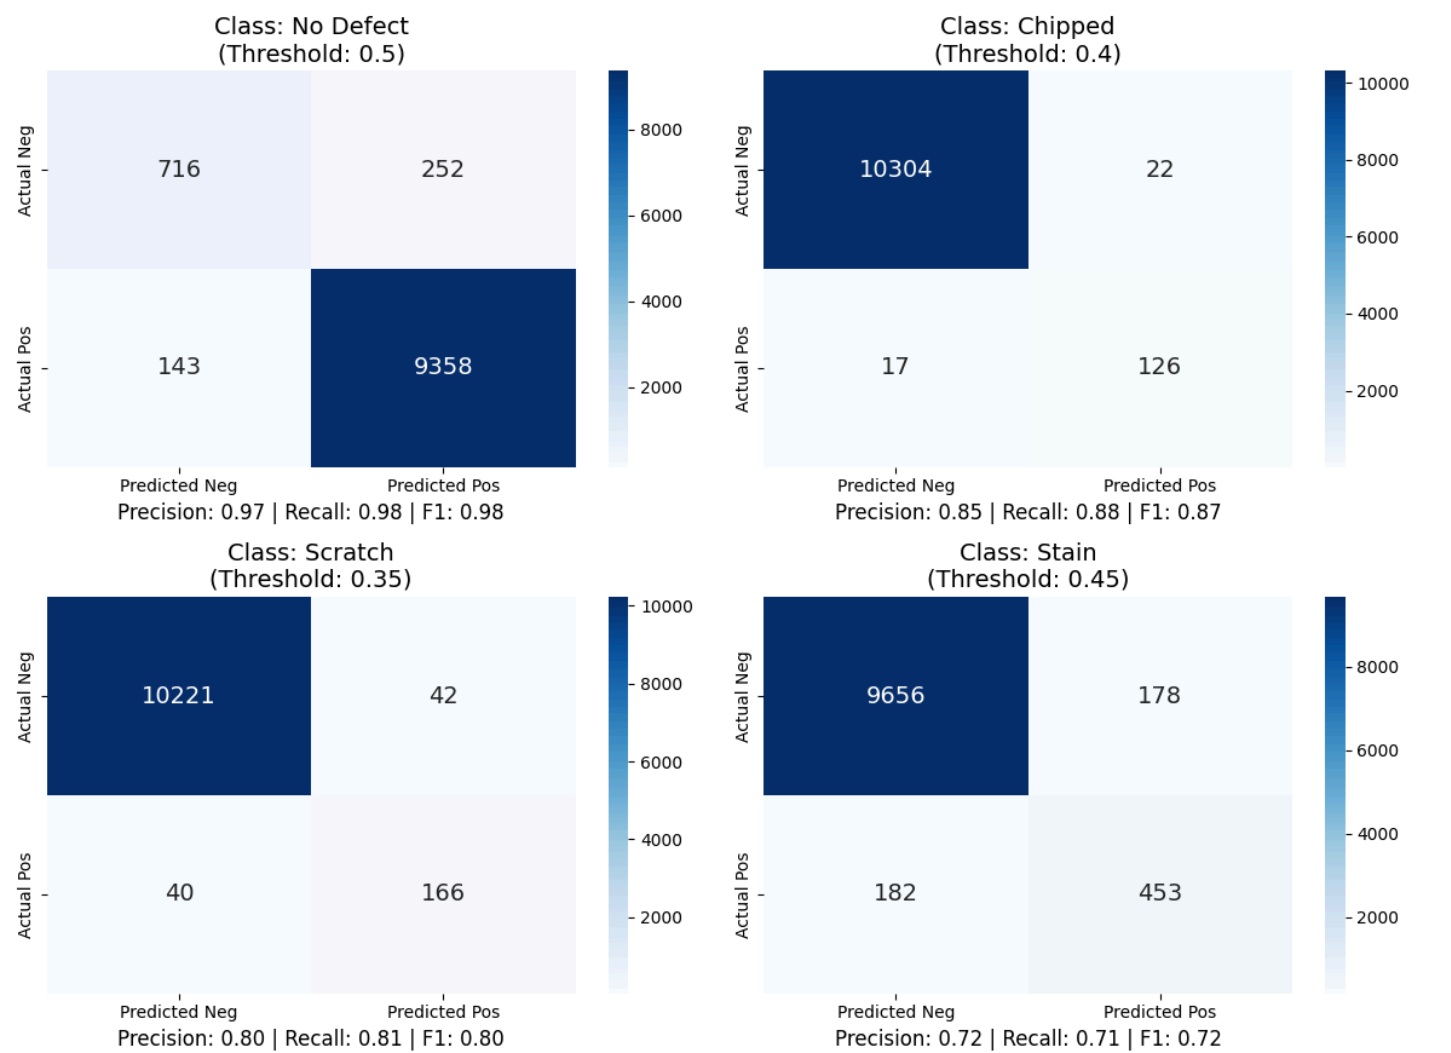 Class: No Defect
(Threshold: 0.5)
Actual Neg
Actual Pos
716
252
143
9358
8000
6000
4000
2000
Predicted Neg
Predicted Pos
Precision: 0.97 | Recall: 0.98 | F1: 0.98
Class: Chipped
(Threshold: 0.4)
Actual Neg
Actual Pos
10304
22
17
126
10000
8000
6000
4000
2000
Predicted Neg
Predicted Pos
Precision: 0.85 | Recall: 0.88 | F1: 0.87
Class: Scratch
(Threshold: 0.35)
Actual Neg
Actual Pos
10221
42
40
166
10000
8000
6000
4000
2000
Predicted Neg
Predicted Pos
Precision: 0.80 | Recall: 0.81 | F1: 0.80
Class: Stain
(Threshold: 0.45)
Actual Neg
Actual Pos
9656
178
182
453
8000
6000
4000
2000
Predicted Neg
Predicted Pos
Precision: 0.72 | Recall: 0.71 | F1: 0.72